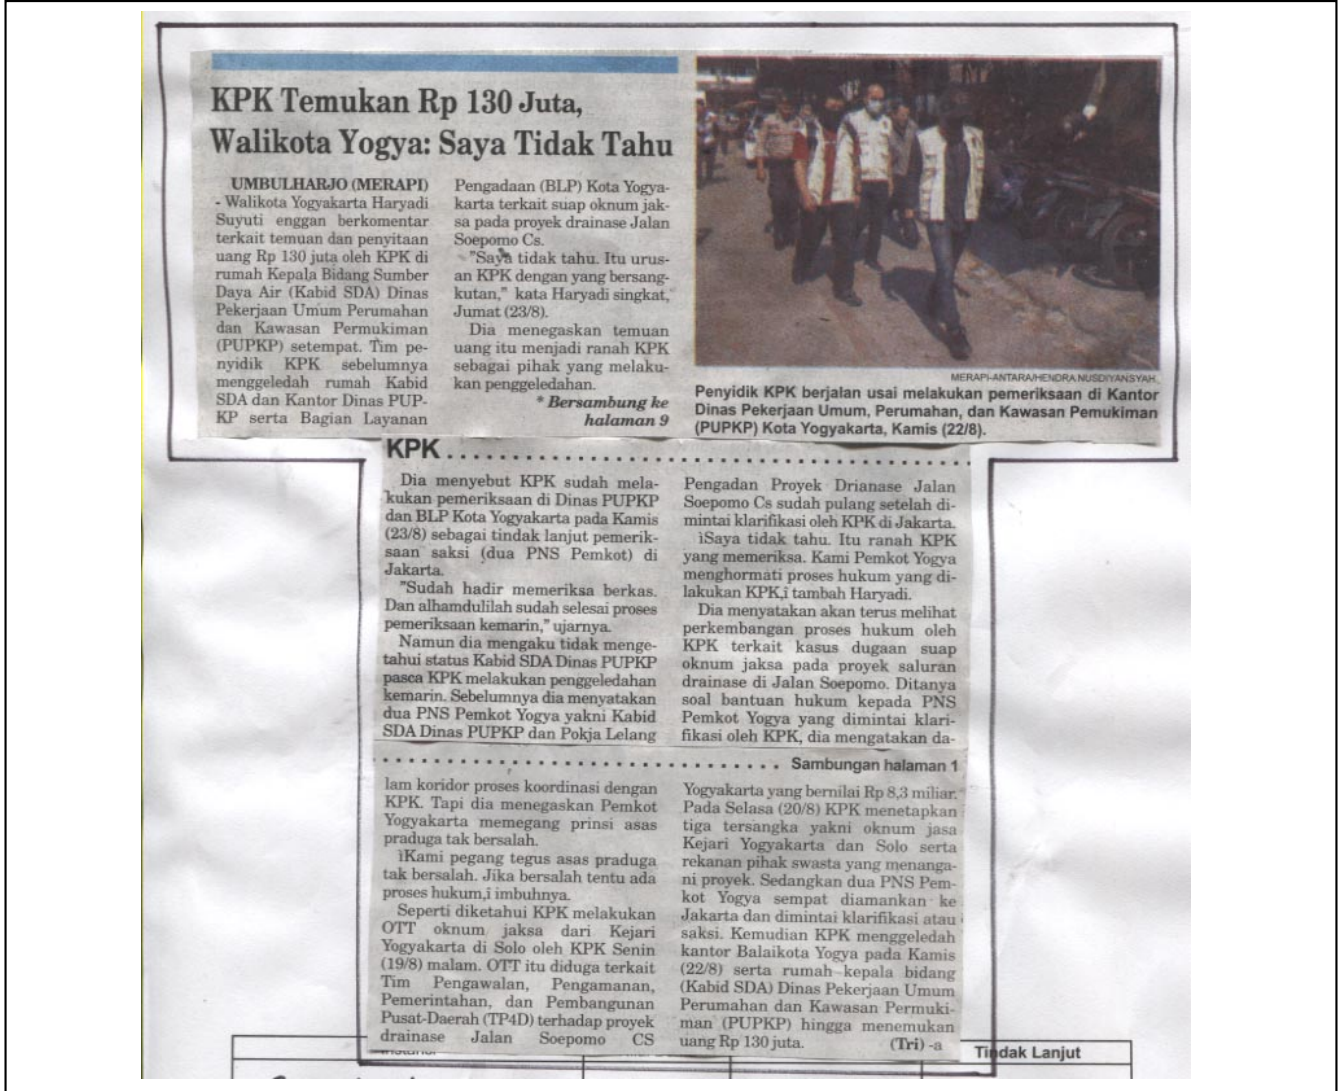 KPK Temukan Rp 130 Juta,
Walikota Yogya: Saya Tidak Tahu
UMBULHARJO (MERAPI)
- Walikota Yogyakarta Haryadi
Suyuti enggan berkomentar
terkait temuan dan penyitaan
uang Rp 130 juta oleh KPK di
rumah Kepala Bidang Sumber
Daya Air (Kabid SDA) Dinas
Pekerjaan Umum Perumahan
dan Kawasan Permukiman
(PUPKP) setempat. Tim pe-
nyidik KPK sebelumnya
menggeledah rumah Kabid
SDA dan Kantor Dinas PUP-
KP serta Bagian Layanan
Pengadaan (BLP) Kota Yogya-
karta terkait suap oknum jak-
sa pada proyek drainase Jalan
Soepomo Cs.
"Saya tidak tahu. Itu urus-
an KPK dengan yang bersang-
kutan," kata Haryadi singkat,
Jumat (23/8).
Dia menegaskan temuan
uang itu menjadi ranah KPK
sebagai pihak yang melaku-
kan penggeledahan.
* Bersambung ke
halaman 9
MERAPI-ANTARA/HENDRA NUSDIYANSYAH
Penyidik KPK berjalan usai melakukan pemeriksaan di Kantor
Dinas Pekerjaan Umum, Perumahan, dan Kawasan Pemukiman
(PUPKP) Kota Yogyakarta, Kamis (22/8).
KPK
Dia menyebut KPK sudah mela-
kukan pemeriksaan di Dinas PUPKP
dan BLP Kota Yogyakarta pada Kamis
(23/8) sebagai tindak lanjut pemerik-
saan saksi (dua PNS Pemkot) di
Jakarta.
"Sudah hadir memeriksa berkas.
Dan alhamdulilah sudah selesai proses
pemeriksaan kemarin," ujarnya.
Namun dia mengaku tidak menge-
tahui status Kabid SDA Dinas PUPKP
pasca KPK melakukan penggeledahan
kemarin. Sebelumnya dia menyatakan
dua PNS Pemkot Yogya yakni Kabid
SDA Dinas PUPKP dan Pokja Lelang
Pengadan Proyek Drianase Jalan
Soepomo Cs sudah pulang setelah di-
mintai klarifikasi oleh KPK di Jakarta.
ìSaya tidak tahu. Itu ranah KPK
yang memeriksa. Kami Pemkot Yogya
menghormati proses hukum yang di-
lakukan KPK,î tambah Haryadi.
Dia menyatakan akan terus melihat
perkembangan proses hukum oleh
KPK terkait kasus dugaan suap
oknum jaksa pada proyek saluran
drainase di Jalan Soepomo. Ditanya
soal bantuan hukum kepada PNS
Pemkot Yogya yang dimintai klari-
fikasi oleh KPK, dia mengatakan da-
Sambungan halaman 1
lam koridor proses koordinasi dengan
KPK. Tapi dia menegaskan Pemkot
Yogyakarta memegang prinsi asas
praduga tak bersalah.
ìKami pegang tegus asas praduga
tak bersalah. Jika bersalah tentu ada
proses hukum,î imbuhnya.
Seperti diketahui KPK melakukan
OTT oknum jaksa dari Kejari
Yogyakarta di Solo oleh KPK Senin
(19/8) malam. OTT itu diduga terkait
Tim Pengawalan, Pengamanan,
Pemerintahan, dan Pembangunan
Pusat-Daerah (TP4D) terhadap proyek
drainase Jalan Soepomo CS
Yogyakarta yang bernilai Rp 8,3 miliar.
Pada Selasa (20/8) KPK menetapkan
tiga tersangka yakni oknum jasa
Kejari Yogyakarta dan Solo serta
rekanan pihak swasta yang menanga-
ni proyek. Sedangkan dua PNS Pem-
kot Yogya sempat diamankan ke
Jakarta dan dimintai klarifikasi atau
saksi. Kemudian KPK menggeledah
kantor Balaikota Yogya pada Kamis
(22/8) serta rumah kepala bidang
(Kabid SDA) Dinas Pekerjaan Umum
Perumahan dan Kawasan Permuki-
man (PUPKP) hingga menemukan
uang Rp 130 juta. (Tri) -a
Tindak Lanjut